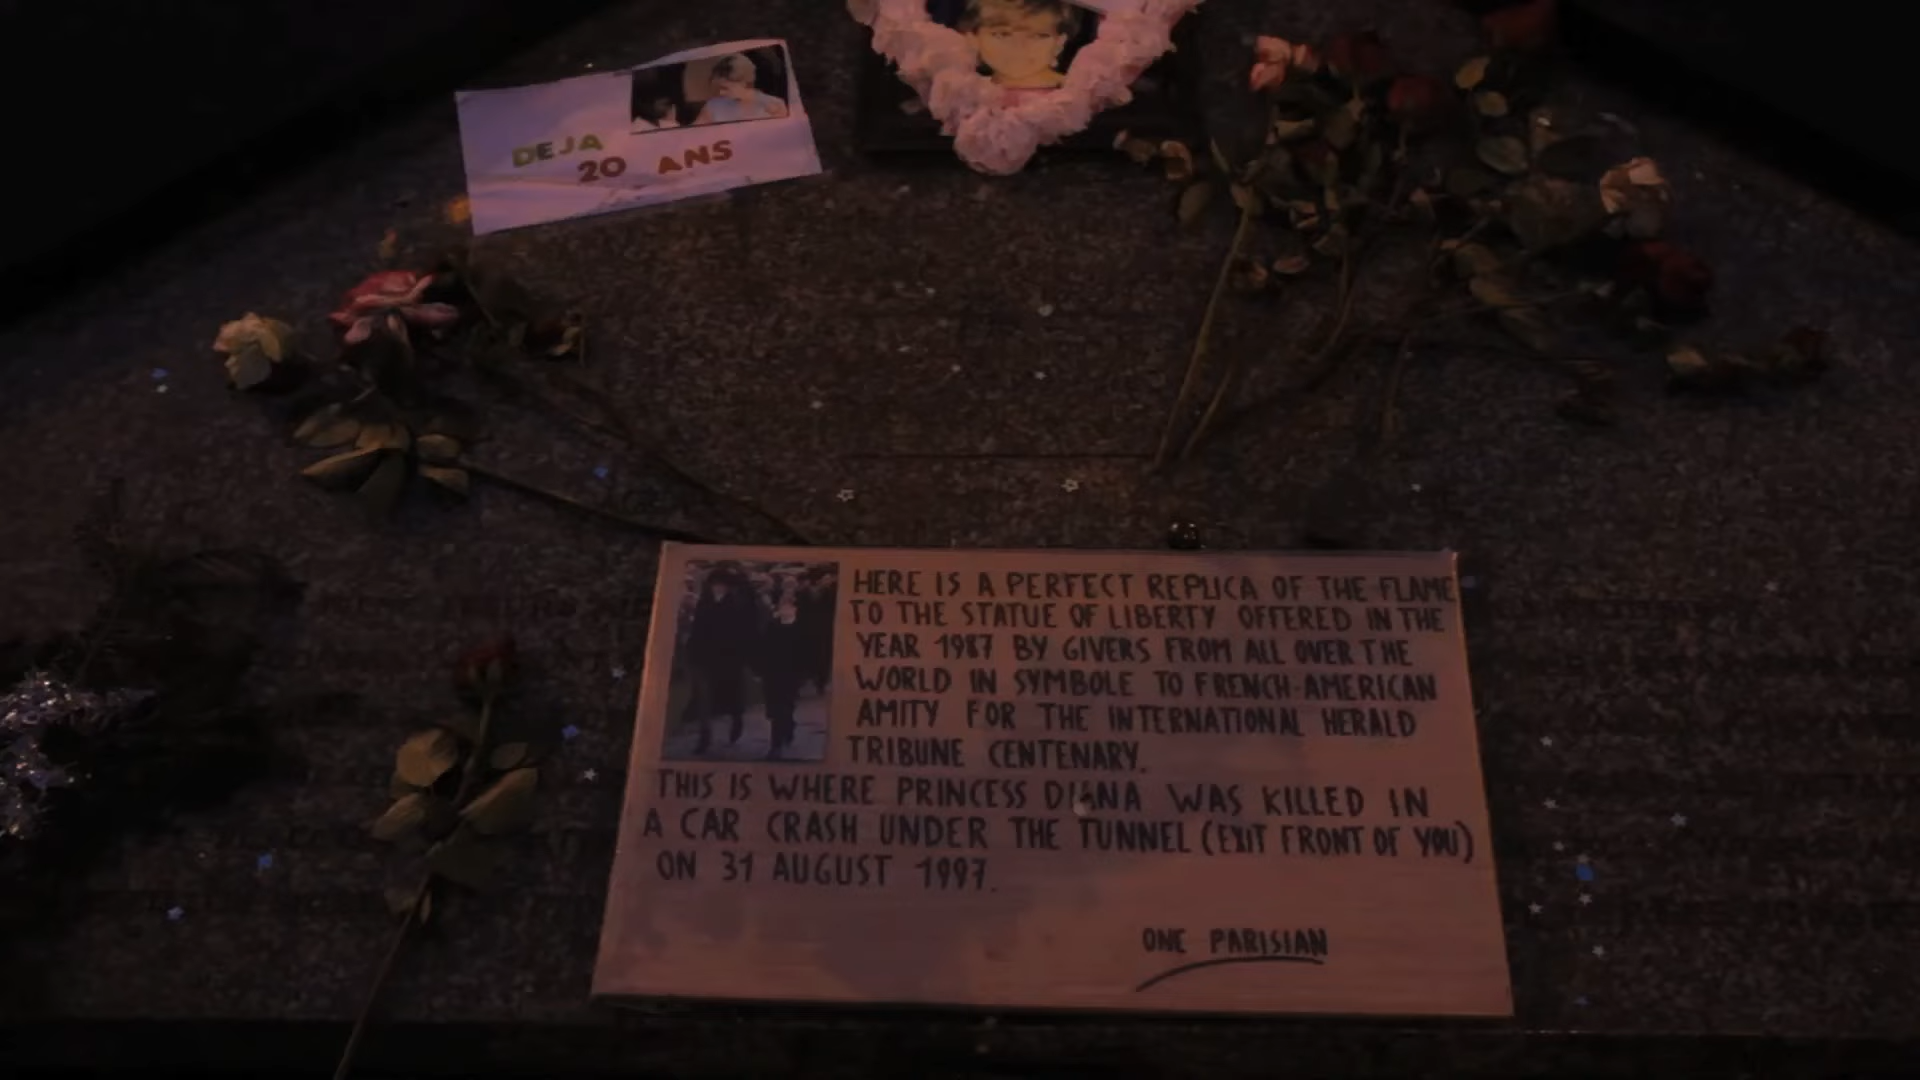 DEJA
20 ANS
HERE IS A PERFECT REPLICA OF THE FLAME
TO THE STATUE OF LIBERTY OFFERED IN THE
YEAR 1987 BY GIVERS FROM ALL OVER THE
WORLD IN SYMBOLE TO FRENCH-AMERICAN
AMITY FOR THE INTERNATIONAL HERALD
TRIBUNE CENTENARY.
THIS IS WHERE PRINCESS DIANA WAS KILLED IN
A CAR CRASH UNDER THE TUNNEL (EXIT FRONT OF YOU)
ON 31 AUGUST 1997.
ONE PARISIAN